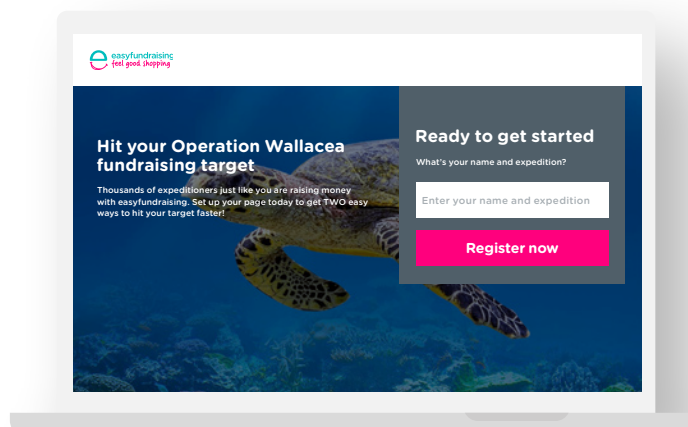 easyfundraising
feel good shopping
Hit your Operation Wallacea
fundraising target
Thousands of expeditioners just like you are raising money
with easyfundraising. Set up your page today to get TWO easy
ways to hit your target faster!
Ready to get started
What's your name and expedition?
Enter your name and expedition
Register now